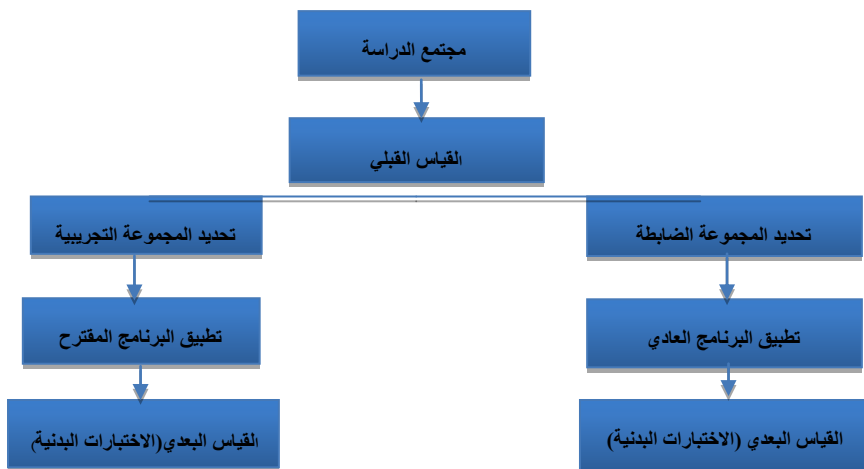 مجتمع الدراسة
القياس القبلي
تحديد المجموعة الضابطة
تحديد المجموعة التجريبية
تطبيق البرنامج العادي
تطبيق البرنامج المقترح
القياس البعدي (الاختبارات البدنية)
القياس البعدي(الاختبارات البدنية)